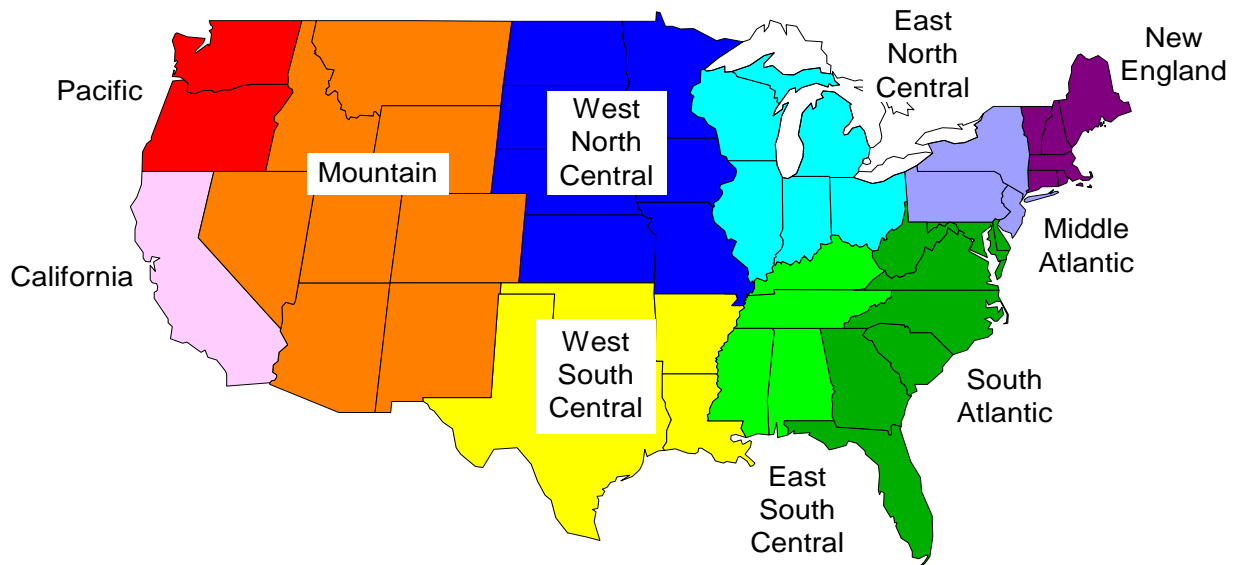 East
North
Central
New
England
Pacific
West
North
Central
Mountain
California
Middle
Atlantic
West
South
Central
South
Atlantic
East
South
Central